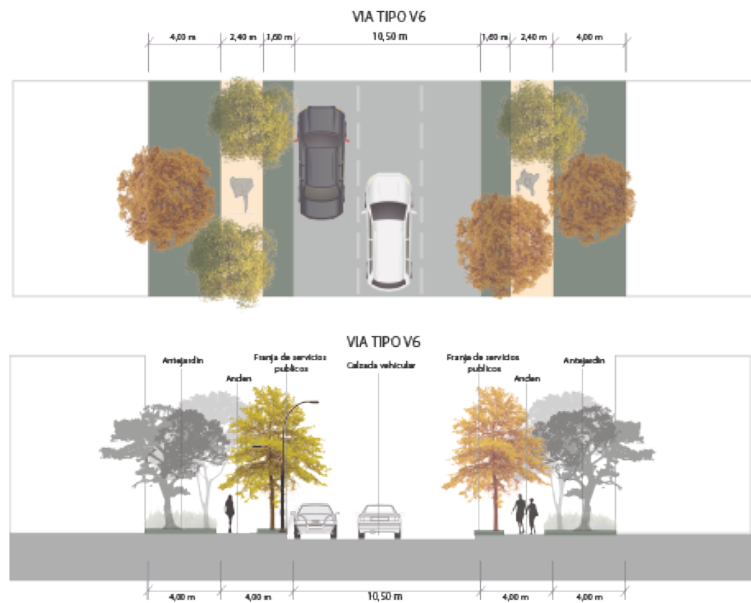 VIA TIPO V6
4,00 m 2,40 m 1,60 m 10,50 m 1,60 m 2,40 m 4,00 m
VIA TIPO V6
Antejardin Franja de servicios publicos Calzada vehicular Franja de servicios publicos Antejardin
Anden Anden
4,00 m 4,00 m 10,50 m 4,00 m 4,00 m